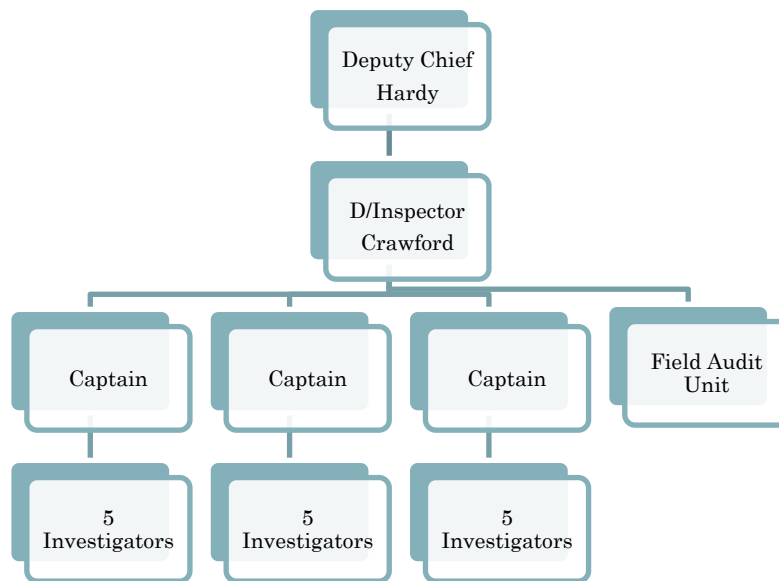 Deputy Chief
Hardy
D/Inspector
Crawford
Captain
Captain
Captain
Field Audit
Unit
5
Investigators
5
Investigators
5
Investigators